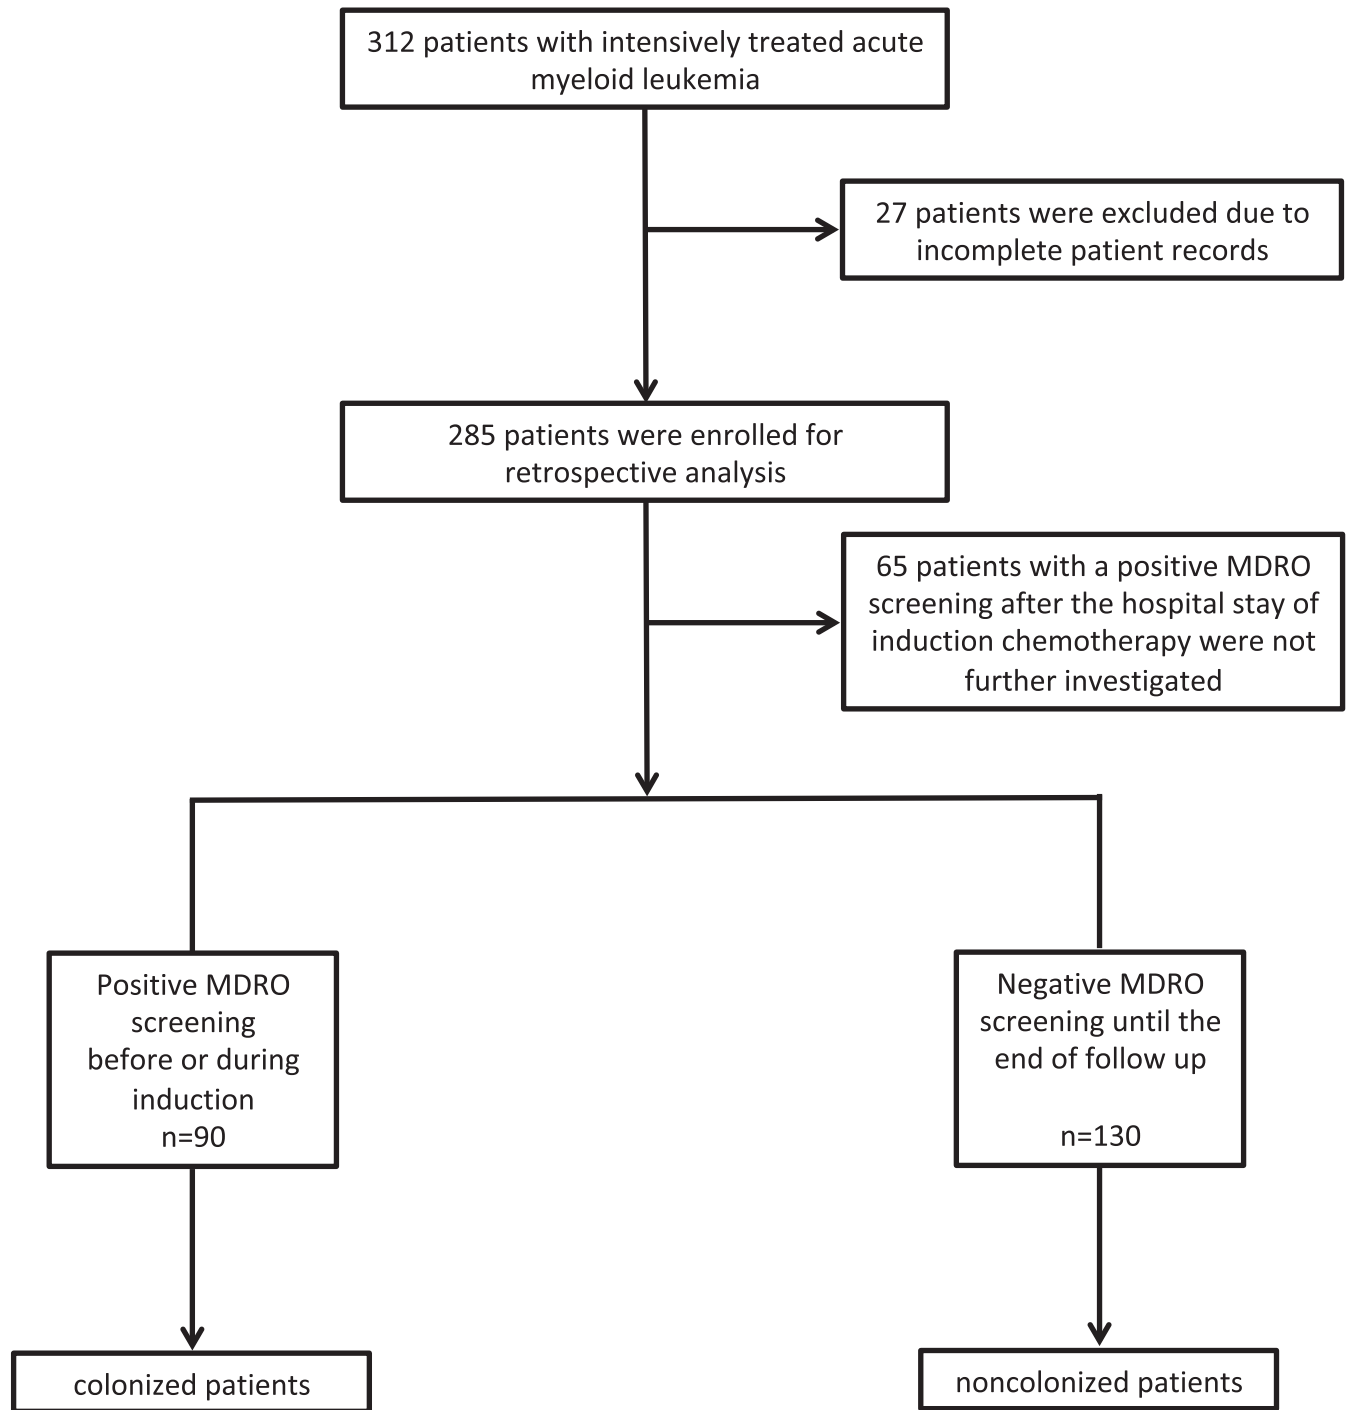 312 patients with intensively treated acute
myeloid leukemia
27 patients were excluded due to
incomplete patient records
285 patients were enrolled for
retrospective analysis
65 patients with a positive MDRO
screening after the hospital stay of
induction chemotherapy were not
further investigated
Positive MDRO
screening
before or during
induction
n=90
Negative MDRO
screening until the
end of follow up
n=130
colonized patients
noncolonized patients